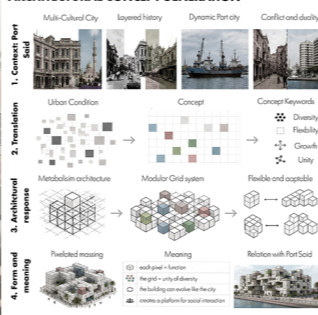 Multi-Cultural City
Layered history
Dynamic Port city
Conflict and duality
1. Context: Port Said
Urban Condition
Concept
Concept Keywords
2. Translation
Diversity
Flexibility
Growth
Unity
Metabolism architecture
Modular Grid system
Flexible and aaptable
3. Architctural response
Pixelated massing
Meaning
Relation with Port Said
4. Form and meaning
each pixel = function
the grid = unity of diversity
the building can evolve like the city
creates a platform for social interaction